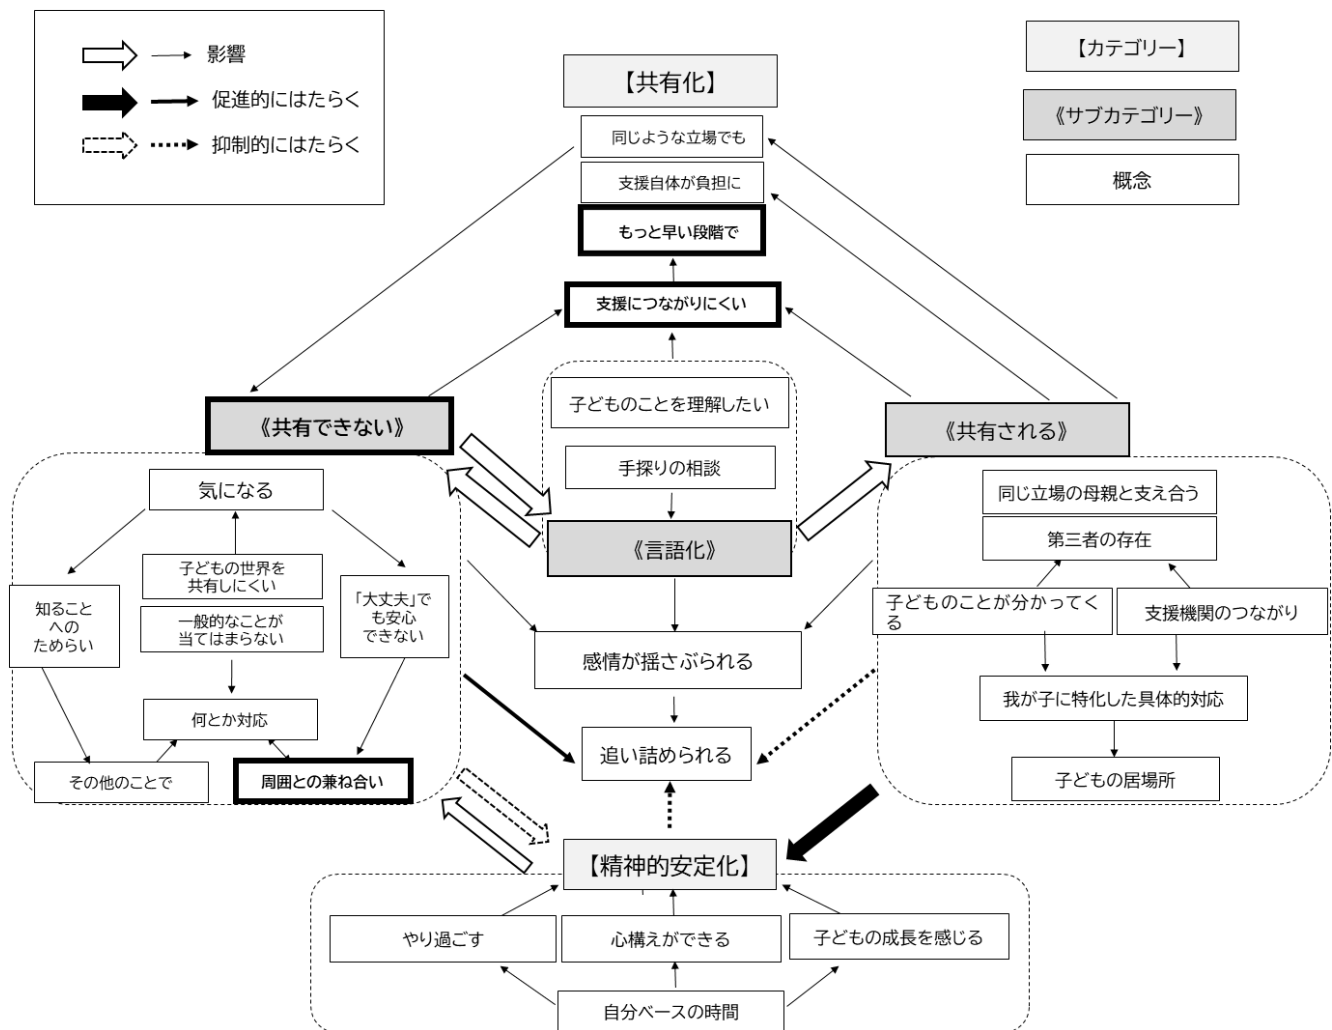 影響
促進的にはたらく
抑制的にはたらく
【カテゴリー】
《サブカテゴリー》
概念
【共有化】
同じような立場でも
支援自体が負担に
もっと早い段階で
支援につながりにくい
《共有できない》
子どものことを理解したい
手探りの相談
《言語化》
《共有される》
気になる
子どもの世界を
共有しにくい
一般的なことが
当てはまらない
知ること
への
ためらい
「大丈夫」で
も安心
できない
何とか対応
その他のことで
周囲との兼ね合い
感情が揺さぶられる
追い詰められる
同じ立場の母親と支え合う
第三者の存在
子どものことが分かってく
る
支援機関のつながり
我が子に特化した具体的対応
子どもの居場所
【精神的安定化】
やり過ごす
心構えができる
子どもの成長を感じる
自分ベースの時間